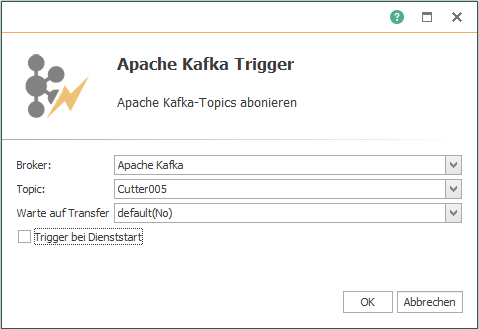 ?
Apache Kafka Trigger
Apache Kafka-Topics abonieren
Broker: Apache Kafka
Topic: Cutter005
Warte auf Transfer default(No)
Trigger bei Dienststart
OK Abbrechen